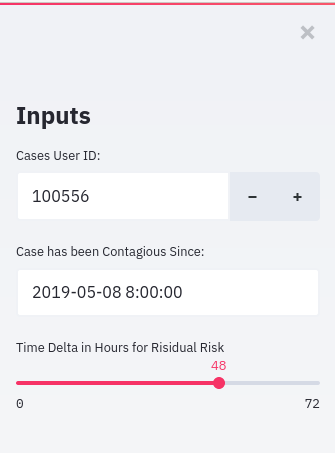 Inputs
Cases User ID:
100556
Case has been Contagious Since:
2019-05-08 8:00:00
Time Delta in Hours for Risidual Risk
48
0 72